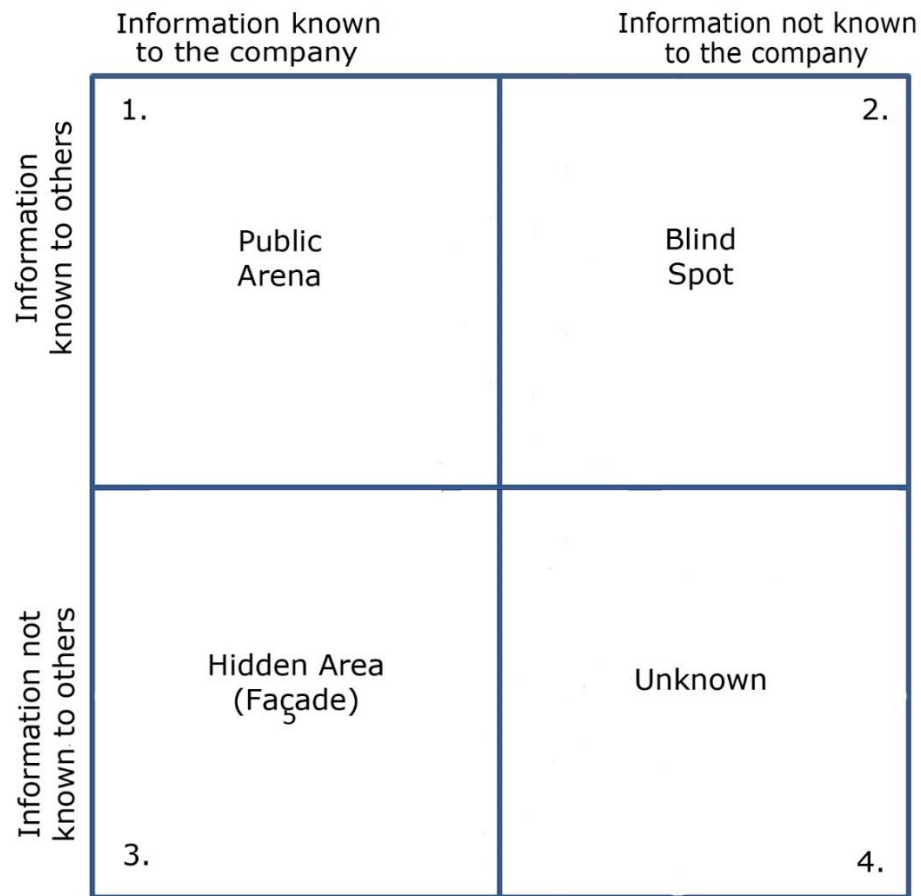 Information known
to the company
Information not known
to the company
Information
known to others
1.
Public
Arena
2.
Blind
Spot
Information not
known to others
Hidden Area
(Façade)
3.
Unknown
4.